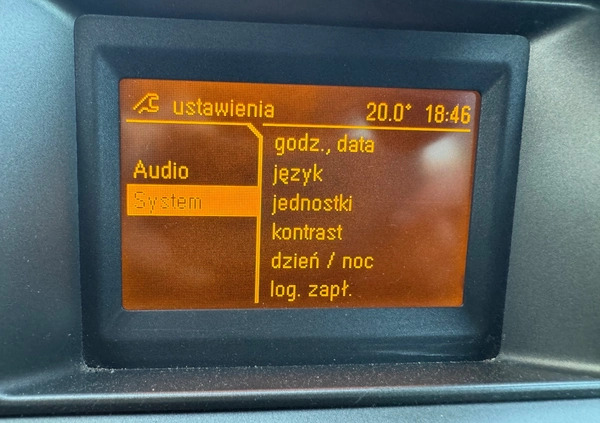 ustawienia 20.0° 18:46
godz., data
Audio
język
System
jednostki
kontrast
dzień / noc
log. zapł.